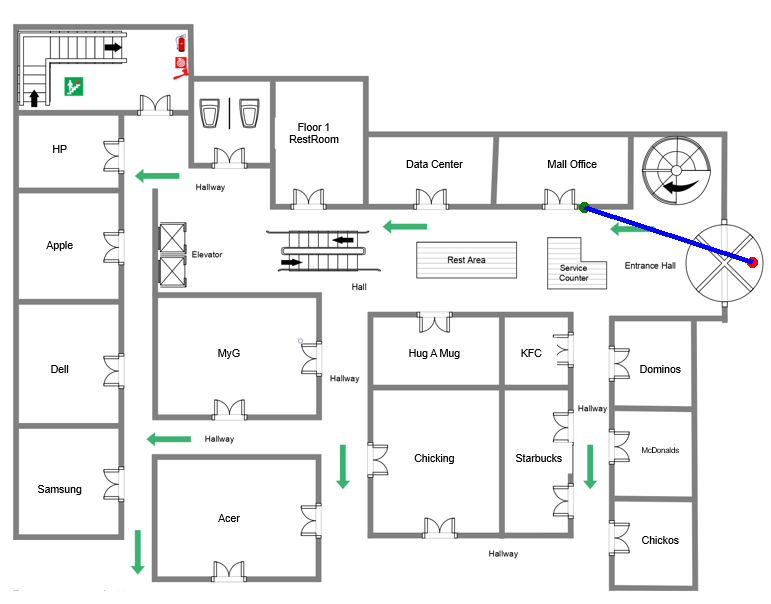 HP
Floor 1
RestRoom
Data Center
Mall Office
Hallway
Apple
Elevator
Rest Area
Service
Counter
Entrance Hall
Hall
MyG
Hug A Mug
KFC
Dell
Hallway
Dominos
Hallway
Hallway
McDonalds
Chicking
Starbucks
Samsung
Acer
Chickos
Hallway